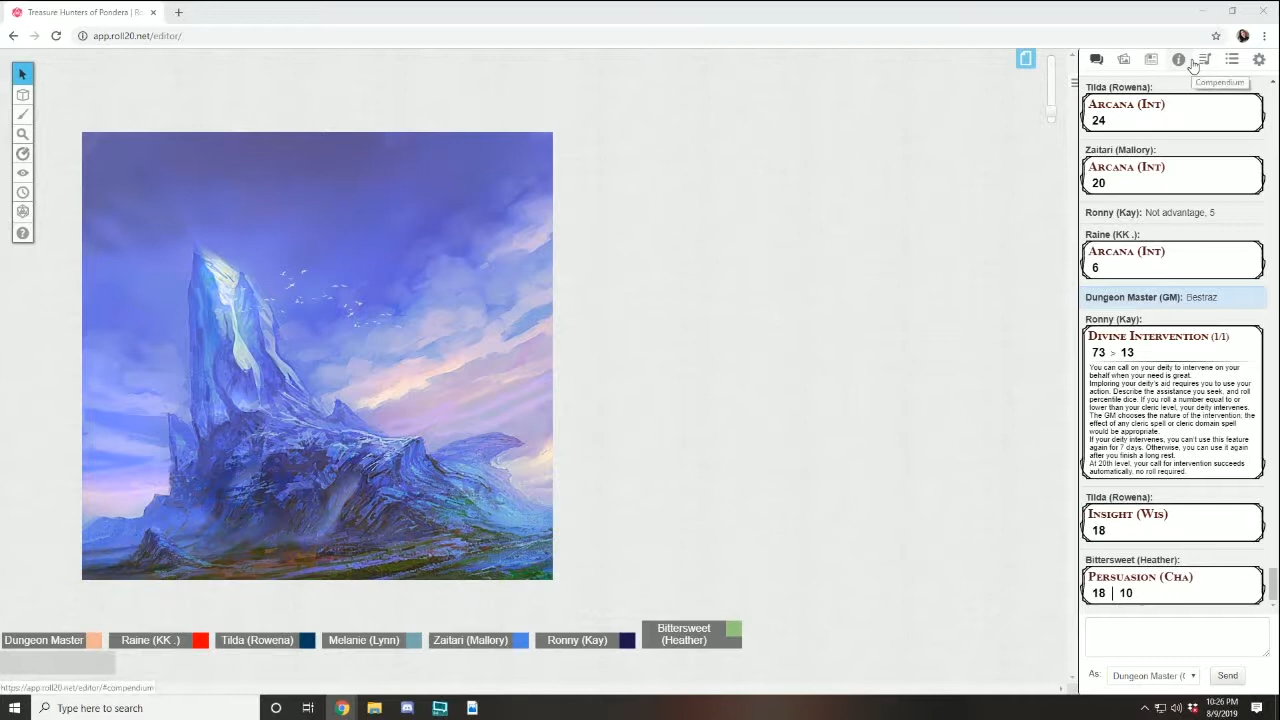 Treasure Hunters of Pondera | Ro
app.roll20.net/editor/
Compendium
Tilda (Rowena):
Arcana (Int)
24
Zaitari (Mallory):
Arcana (Int)
20
Ronny (Kay): Not advantage, 5
Raine (KK .):
Arcana (Int)
6
Dungeon Master (GM): Bestraz
Ronny (Kay):
Divine Intervention (1/1)
73 > 13
You can call on your deity to intervene on your
behalf when your need is great.
Imploring your deity's aid requires you to use your
action. Describe the assistance you seek, and roll
percentile dice. If you roll a number equal to or
lower than your cleric level, your deity intervenes.
The GM chooses the nature of the intervention; the
effect of any cleric spell or cleric domain spell
would be appropriate.
If your deity intervenes, you can't use this feature
again for 7 days. Otherwise, you can use it again
after you finish a long rest.
At 20th level, your call for intervention succeeds
automatically, no roll required.
Tilda (Rowena):
Insight (Wis)
18
Bittersweet (Heather):
Persuasion (Cha)
18 | 10
Dungeon Master
Raine (KK .)
Tilda (Rowena)
Melanie (Lynn)
Zaitari (Mallory)
Ronny (Kay)
Bittersweet
(Heather)
As: Dungeon Master (G
Send
https://app.roll20.net/editor/#compendium
Type here to search
10:26 PM
8/9/2019